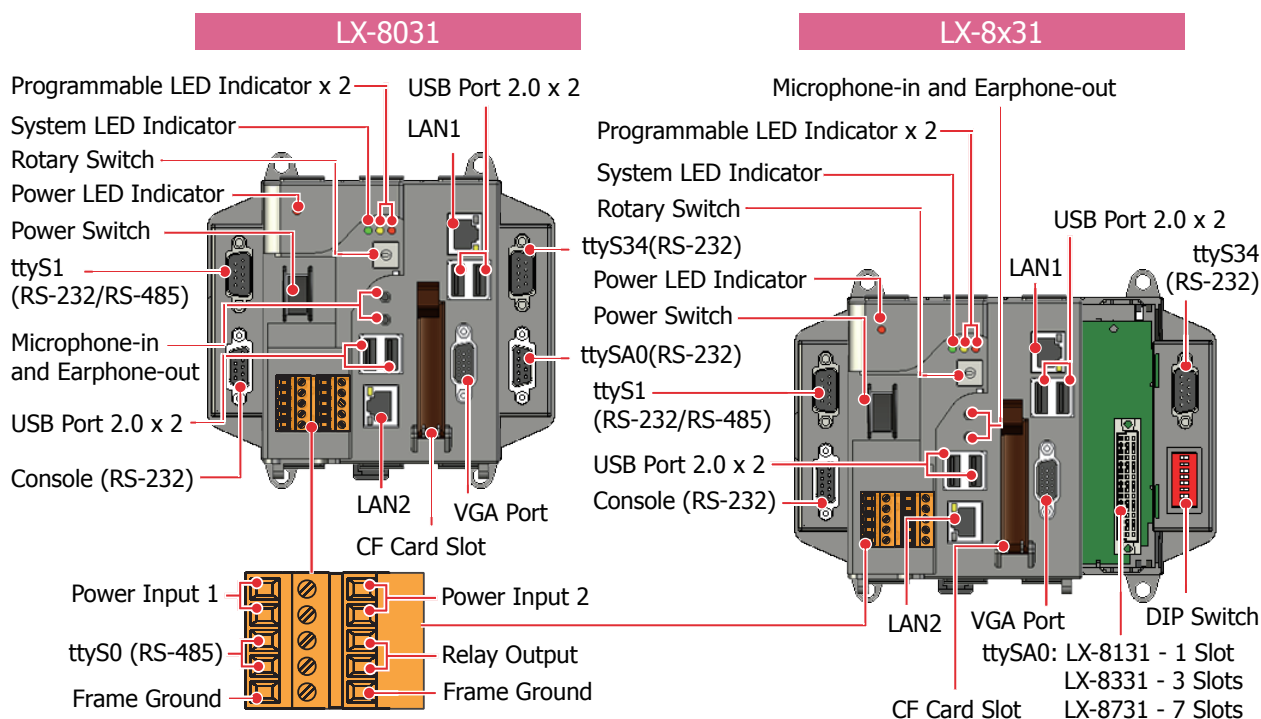 LX-8031
Programmable LED Indicator x 2
USB Port 2.0 x 2
System LED Indicator
LAN1
Rotary Switch
Power LED Indicator
Power Switch
ttyS34(RS-232)
ttyS1
(RS-232/RS-485)
Microphone-in
and Earphone-out
ttySA0(RS-232)
USB Port 2.0 x 2
Console (RS-232)
LAN2
VGA Port
CF Card Slot
Power Input 1
Power Input 2
ttyS0 (RS-485)
Relay Output
Frame Ground
Frame Ground
LX-8x31
Microphone-in and Earphone-out
Programmable LED Indicator x 2
System LED Indicator
Rotary Switch
USB Port 2.0 x 2
ttyS34
(RS-232)
LAN1
Power LED Indicator
Power Switch
ttyS1
(RS-232/RS-485)
USB Port 2.0 x 2
Console (RS-232)
LAN2
VGA Port
DIP Switch
ttySA0: LX-8131 - 1 Slot
LX-8331 - 3 Slots
LX-8731 - 7 Slots
CF Card Slot